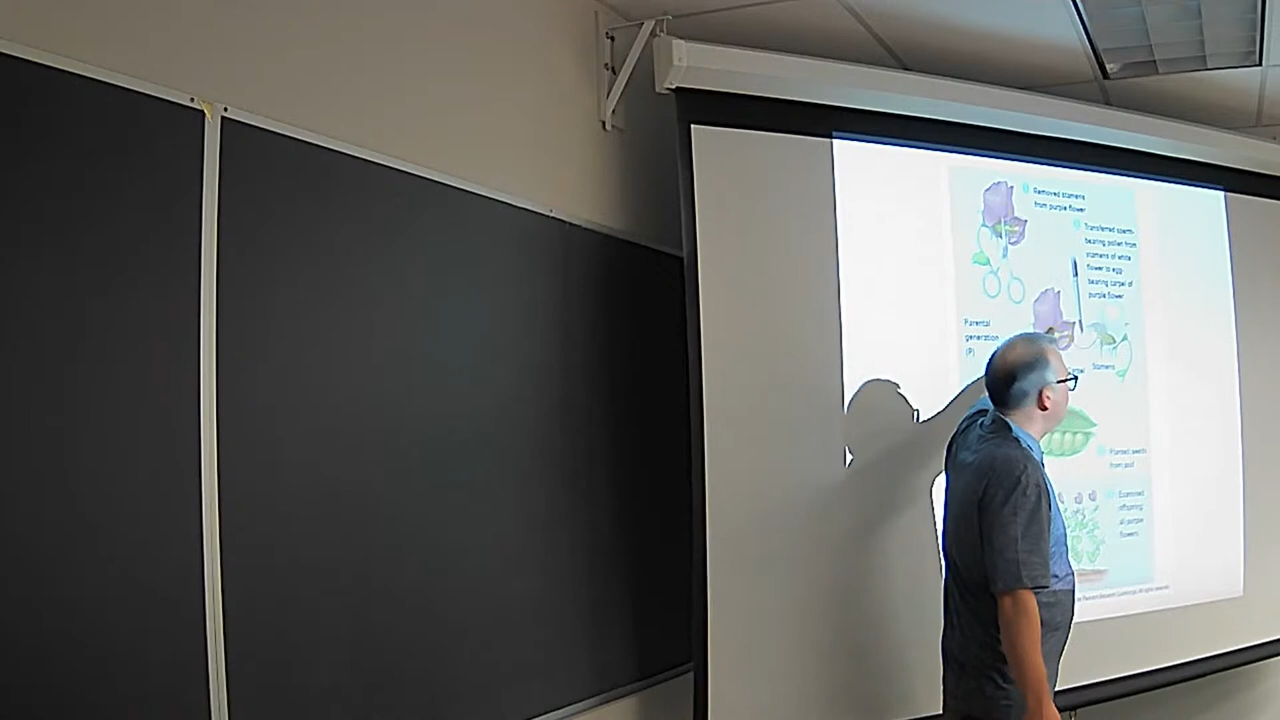 Removed stamens
from purple flower
Transferred sperm-
bearing pollen from
stamens of white
flower to egg-
bearing carpel of
purple flower
Parental
generation
(P)
Stamens
Planted seeds
from pod
Examined
offspring:
all purple
flowers